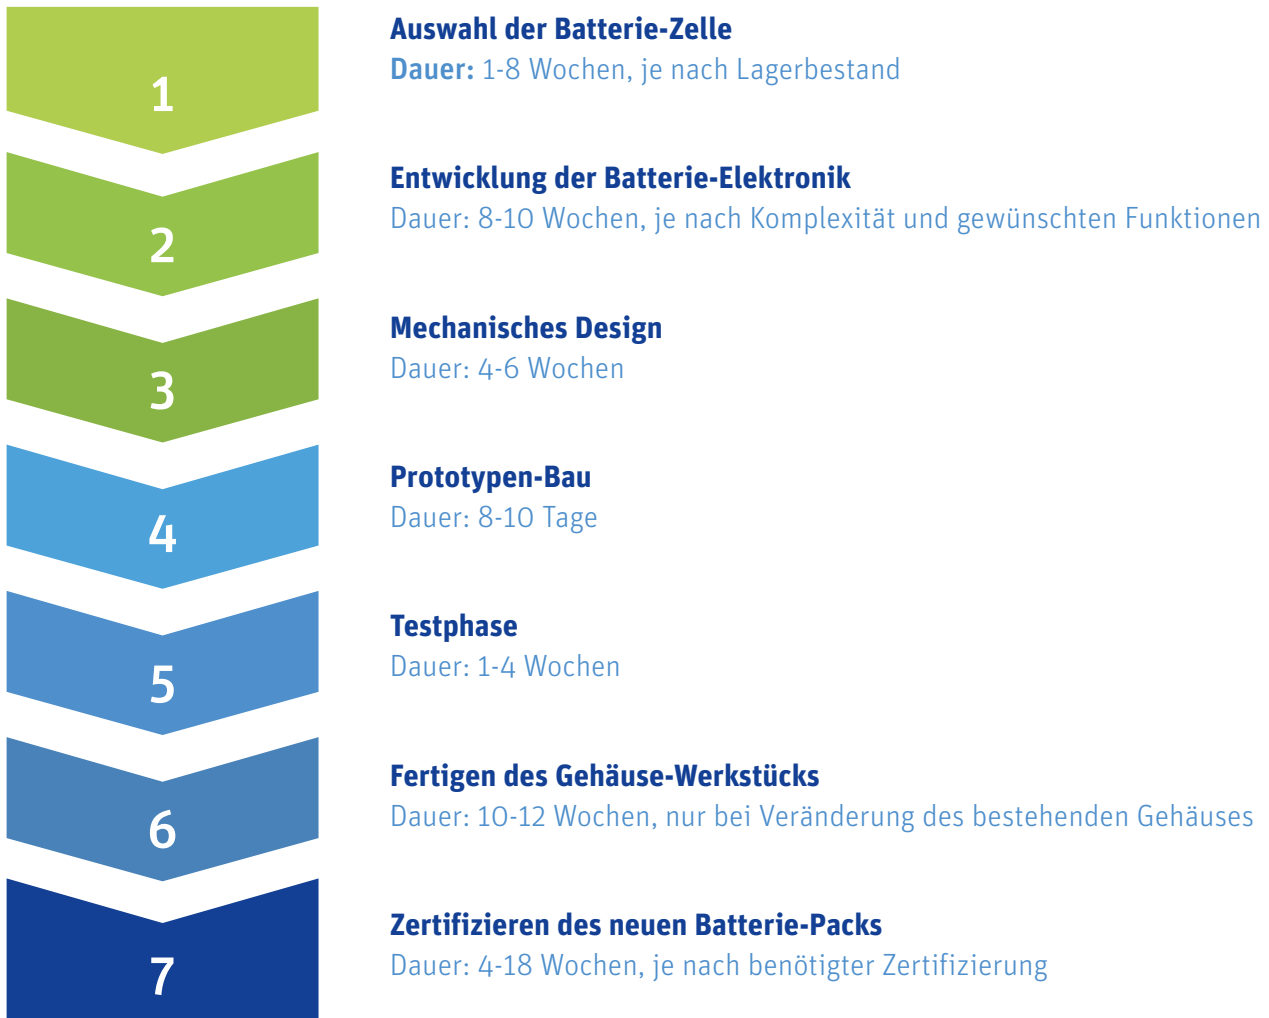 1
Auswahl der Batterie-Zelle
Dauer: 1-8 Wochen, je nach Lagerbestand
2
Entwicklung der Batterie-Elektronik
Dauer: 8-10 Wochen, je nach Komplexität und gewünschten Funktionen
3
Mechanisches Design
Dauer: 4-6 Wochen
4
Prototypen-Bau
Dauer: 8-10 Tage
5
Testphase
Dauer: 1-4 Wochen
6
Fertigen des Gehäuse-Werkstücks
Dauer: 10-12 Wochen, nur bei Veränderung des bestehenden Gehäuses
7
Zertifizieren des neuen Batterie-Packs
Dauer: 4-18 Wochen, je nach benötigter Zertifizierung